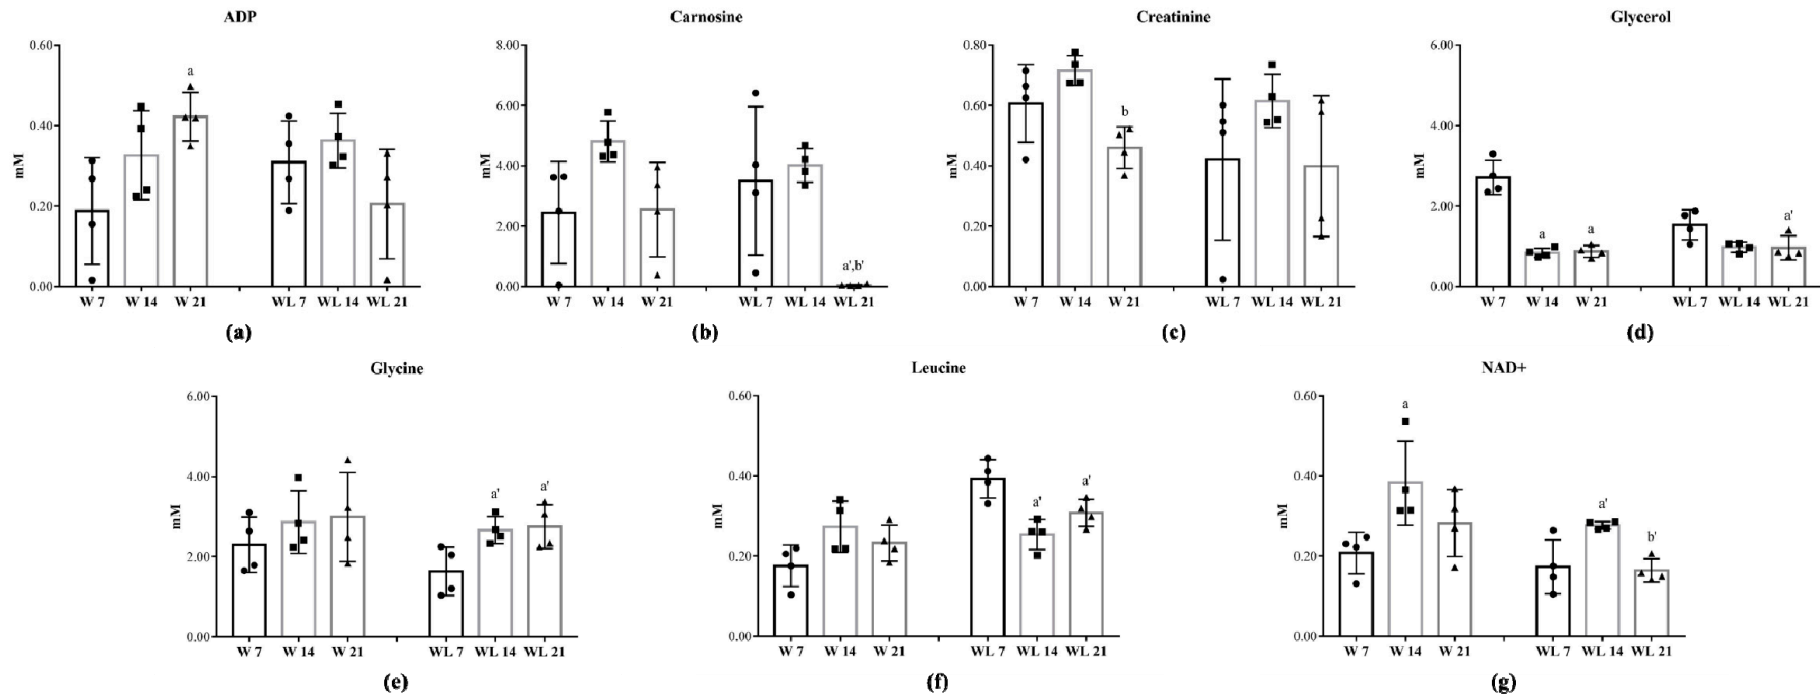 ADP
mM
0.60
0.40
0.20
0.00
a
W 7 W 14 W 21 WL 7 WL 14 WL 21
(a)
Carnosine
mM
8.00
6.00
4.00
2.00
0.00
a',b'
W 7 W 14 W 21 WL 7 WL 14 WL 21
(b)
Creatinine
mM
0.80
0.60
0.40
0.20
0.00
b
W 7 W 14 W 21 WL 7 WL 14 WL 21
(c)
Glycerol
mM
6.00
4.00
2.00
0.00
a a a'
W 7 W 14 W 21 WL 7 WL 14 WL 21
(d)
Glycine
mM
6.00
4.00
2.00
0.00
a' a'
W 7 W 14 W 21 WL 7 WL 14 WL 21
(e)
Leucine
mM
0.60
0.40
0.20
0.00
a' a'
W 7 W 14 W 21 WL 7 WL 14 WL 21
(f)
NAD+
mM
0.60
0.40
0.20
0.00
a a' b'
W 7 W 14 W 21 WL 7 WL 14 WL 21
(g)